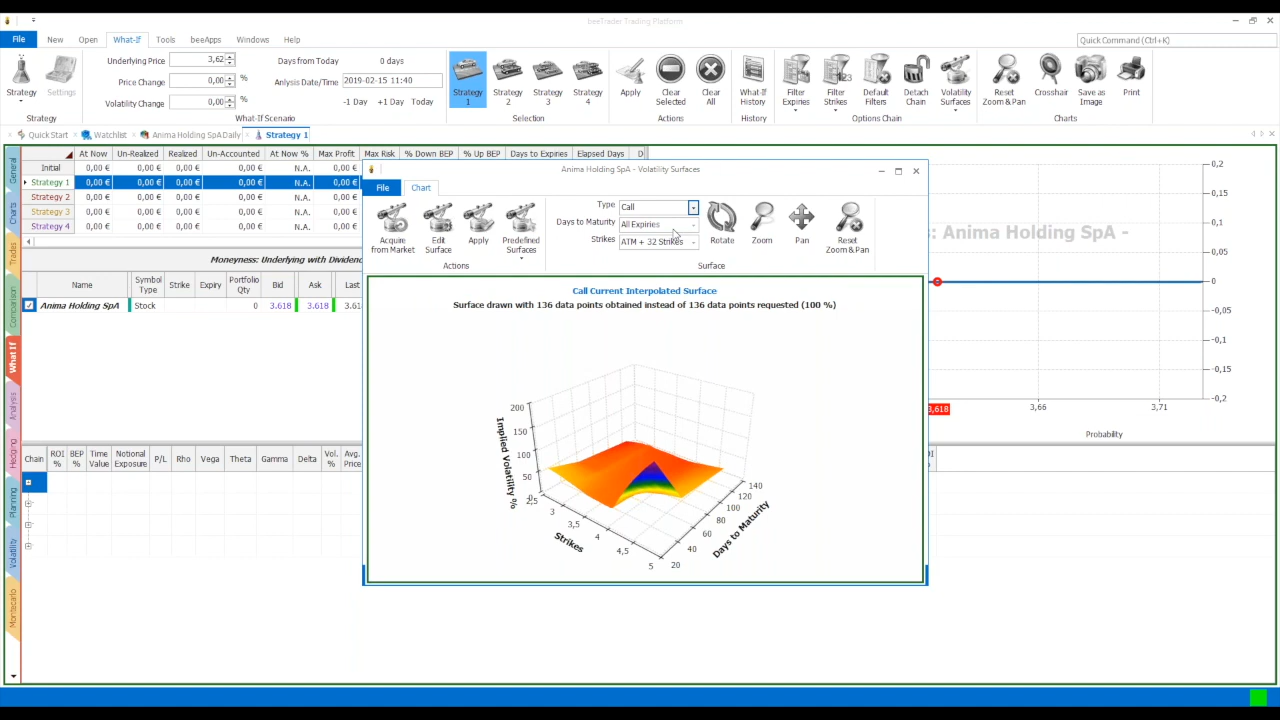 beeTrader Trading Platform
File New Open What-If Tools beeApps Windows Help Quick Command (Ctrl+K)
Underlying Price 3,62 Days from Today 0 days
Price Change 0,00 % Anlysis Date/Time 2019-02-15 11:40
Volatility Change 0,00 % -1 Day +1 Day Today
Strategy Settings
Strategy 1 Strategy 2 Strategy 3 Strategy 4
Apply Clear Selected Clear All What-If History
Filter Expiries Filter Strikes Default Filters Detach Chain Volatility Surfaces
Reset Zoom & Pan Crosshair Save as Image Print
Strategy What-If Scenario Selection Actions History Options Chain Charts
Quick Start Watchlist Anima Holding SpA Daily Strategy 1
At Now Un-Realized Realized Un-Accounted At Now % Max Profit Max Risk % Down BEP % Up BEP Days to Expiries Elapsed Days D
Initial 0,00 € 0,00 € 0,00 € 0,00 € N.A. 0,00 €
Strategy 1 0,00 € 0,00 € 0,00 € 0,00 € N.A. 0,00 €
Strategy 2 0,00 € 0,00 € 0,00 € 0,00 € N.A. 0,00 €
Strategy 3 0,00 € 0,00 € 0,00 € 0,00 € N.A. 0,00 €
Strategy 4 0,00 € 0,00 € 0,00 € 0,00 € N.A. 0,00 €
Moneyness: Underlying with Dividend
Name Symbol Type Strike Expiry Portfolio Qty Bid Ask Last
Anima Holding SpA Stock 0 3.618 3.618 3.61
Chain ROI % BEP % Time Value Notional Exposure P/L Rho Vega Theta Gamma Delta Vol. % Avg. Price
General
Charts
Trades
Comparison
What If
Analysis
Hedging
Planning
Volatility
Montecarlo
Anima Holding SpA - Volatility Surfaces
File Chart
Acquire from Market Edit Surface Apply Predefined Surfaces
Actions
Type Call
Days to Maturity All Expiries
Strikes ATM + 32 Strikes
Rotate Zoom Pan Reset Zoom & Pan
Surface
Call Current Interpolated Surface
Surface drawn with 136 data points obtained instead of 136 data points requested (100 %)
Implied Volatility %
200
150
100
50
0
2,5
3
3,5
4
4,5
5
Strikes
20
40
60
80
100
120
140
Days to Maturity
s: Anima Holding SpA -
0,2
0,15
0,1
0,05
0
-0,05
-0,1
-0,15
-0,2
3,618
3,66
3,71
Probability